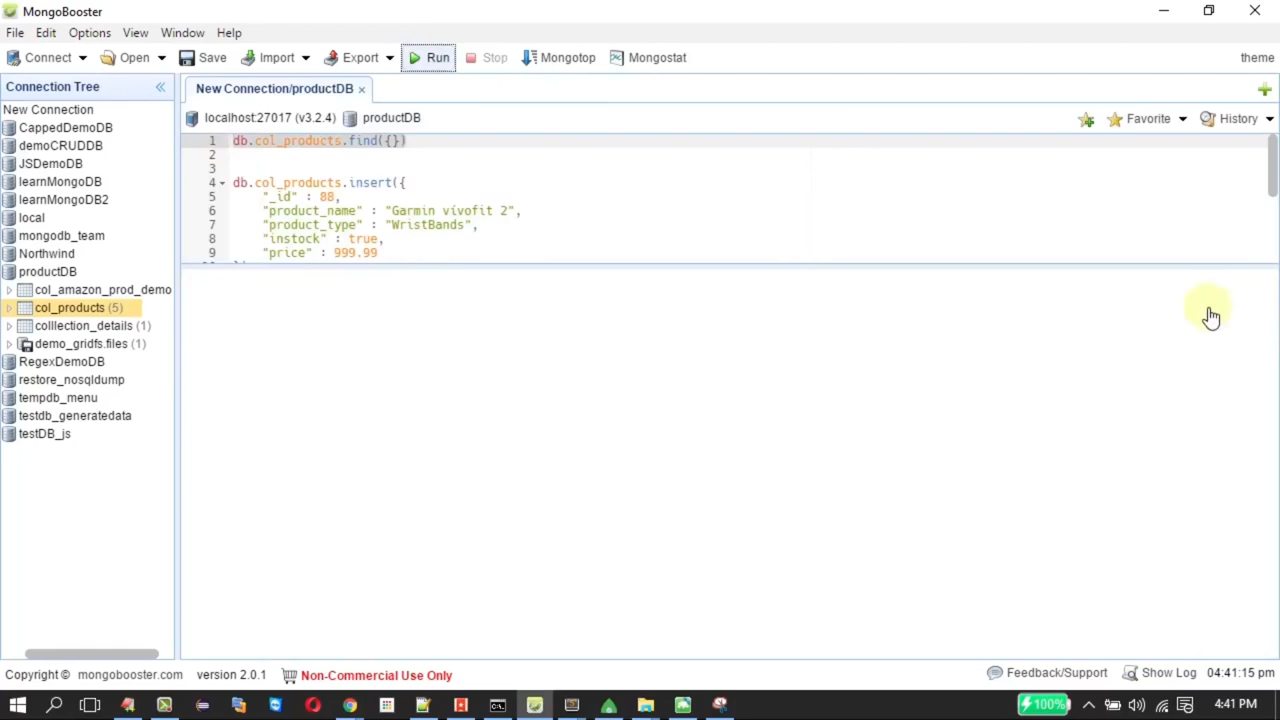 MongoBooster
File Edit Options View Window Help
Connect Open Save Import Export Run Stop Mongotop Mongostat theme
Connection Tree
New Connection
CappedDemoDB
demoCRUDDB
JSDemoDB
learnMongoDB
learnMongoDB2
local
mongodb_team
Northwind
productDB
col_amazon_prod_demo
col_products (5)
colllection_details (1)
demo_gridfs.files (1)
RegexDemoDB
restore_nosqldump
tempdb_menu
testdb_generatedata
testDB_js
New Connection/productDB
localhost:27017 (v3.2.4) productDB Favorite History
1 db.col_products.find({})
2
3
4 db.col_products.insert({
5 "_id" : 88,
6 "product_name" : "Garmin vívofit 2",
7 "product_type" : "WristBands",
8 "instock" : true,
9 "price" : 999.99
Copyright © mongobooster.com version 2.0.1 Non-Commercial Use Only Feedback/Support Show Log 04:41:15 pm
100% 4:41 PM